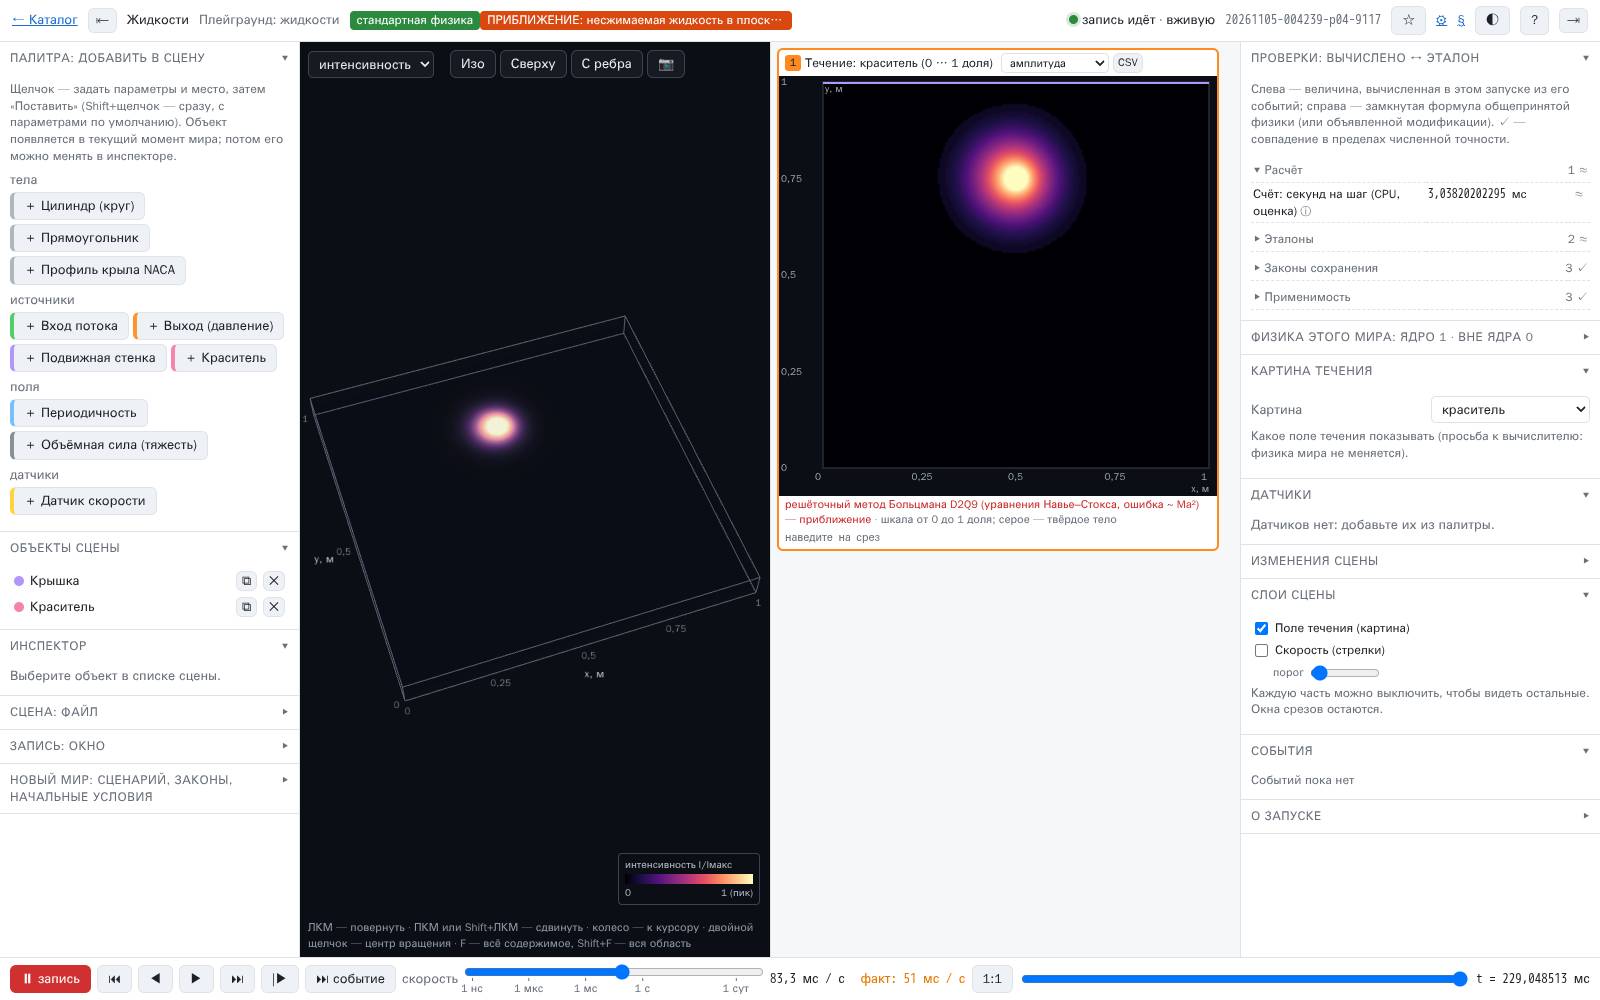 ← Каталог
Жидкости
Плейграунд: жидкости
стандартная физика
ПРИБЛИЖЕНИЕ: несжимаемая жидкость в плоск···
запись идёт · вживую
20261105-004239-p04-9117
§
?
ПАЛИТРА: ДОБАВИТЬ В СЦЕНУ
Щелчок — задать параметры и место, затем
«Поставить» (Shift+щелчок — сразу, с
параметрами по умолчанию). Объект
появляется в текущий момент мира; потом его
можно менять в инспекторе.
тела
+ Цилиндр (круг)
+ Прямоугольник
+ Профиль крыла NACA
источники
+ Вход потока
+ Выход (давление)
+ Подвижная стенка
+ Краситель
поля
+ Периодичность
+ Объёмная сила (тяжесть)
датчики
+ Датчик скорости
ОБЪЕКТЫ СЦЕНЫ
Крышка
Краситель
ИНСПЕКТОР
Выберите объект в списке сцены.
СЦЕНА: ФАЙЛ
ЗАПИСЬ: ОКНО
НОВЫЙ МИР: СЦЕНАРИЙ, ЗАКОНЫ,
НАЧАЛЬНЫЕ УСЛОВИЯ
интенсивность
Изо
Сверху
С ребра
1
y, м
0,5
0
0
0,25
0,5
x, м
0,75
1
интенсивность I/Iмакс
0
1 (пик)
ЛКМ — повернуть · ПКМ или Shift+ЛКМ — сдвинуть · колесо — к курсору · двойной
щелчок — центр вращения · F — всё содержимое, Shift+F — вся область
1
Течение: краситель (0 ··· 1 доля)
амплитуда
CSV
1
y, м
0,75
0,5
0,25
0
0
0,25
0,5
0,75
1
x, м
решёточный метод Больцмана D2Q9 (уравнения Навье–Стокса, ошибка ~ Ma²)
— приближение · шкала от 0 до 1 доля; серое — твёрдое тело
наведите на срез
ПРОВЕРКИ: ВЫЧИСЛЕНО ↔ ЭТАЛОН
Слева — величина, вычисленная в этом запуске из его
событий; справа — замкнутая формула общепринятой
физики (или объявленной модификации). ✓ —
совпадение в пределах численной точности.
Расчёт
1 ≈
Счёт: секунд на шаг (CPU,
оценка) ⓘ
3,03820202295 мс
≈
Эталоны
2 ≈
Законы сохранения
3 ✓
Применимость
3 ✓
ФИЗИКА ЭТОГО МИРА: ЯДРО 1 · ВНЕ ЯДРА 0
КАРТИНА ТЕЧЕНИЯ
Картина
краситель
Какое поле течения показывать (просьба к вычислителю:
физика мира не меняется).
ДАТЧИКИ
Датчиков нет: добавьте их из палитры.
ИЗМЕНЕНИЯ СЦЕНЫ
СЛОИ СЦЕНЫ
Поле течения (картина)
Скорость (стрелки)
порог
Каждую часть можно выключить, чтобы видеть остальные.
Окна срезов остаются.
СОБЫТИЯ
Событий пока нет
О ЗАПУСКЕ
запись
событие
скорость
1 нс
1 мкс
1 мс
1 с
1 сут
83,3 мс / с
факт: 51 мс / с
1:1
t = 229,048513 мс